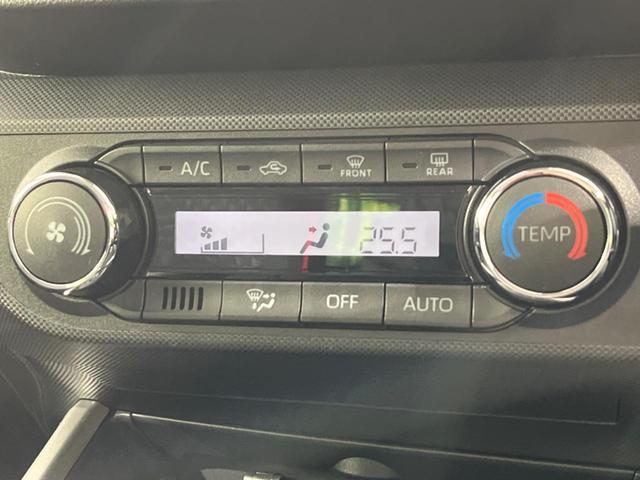 A/C FRONT REAR
25.5
TEMP
OFF AUTO